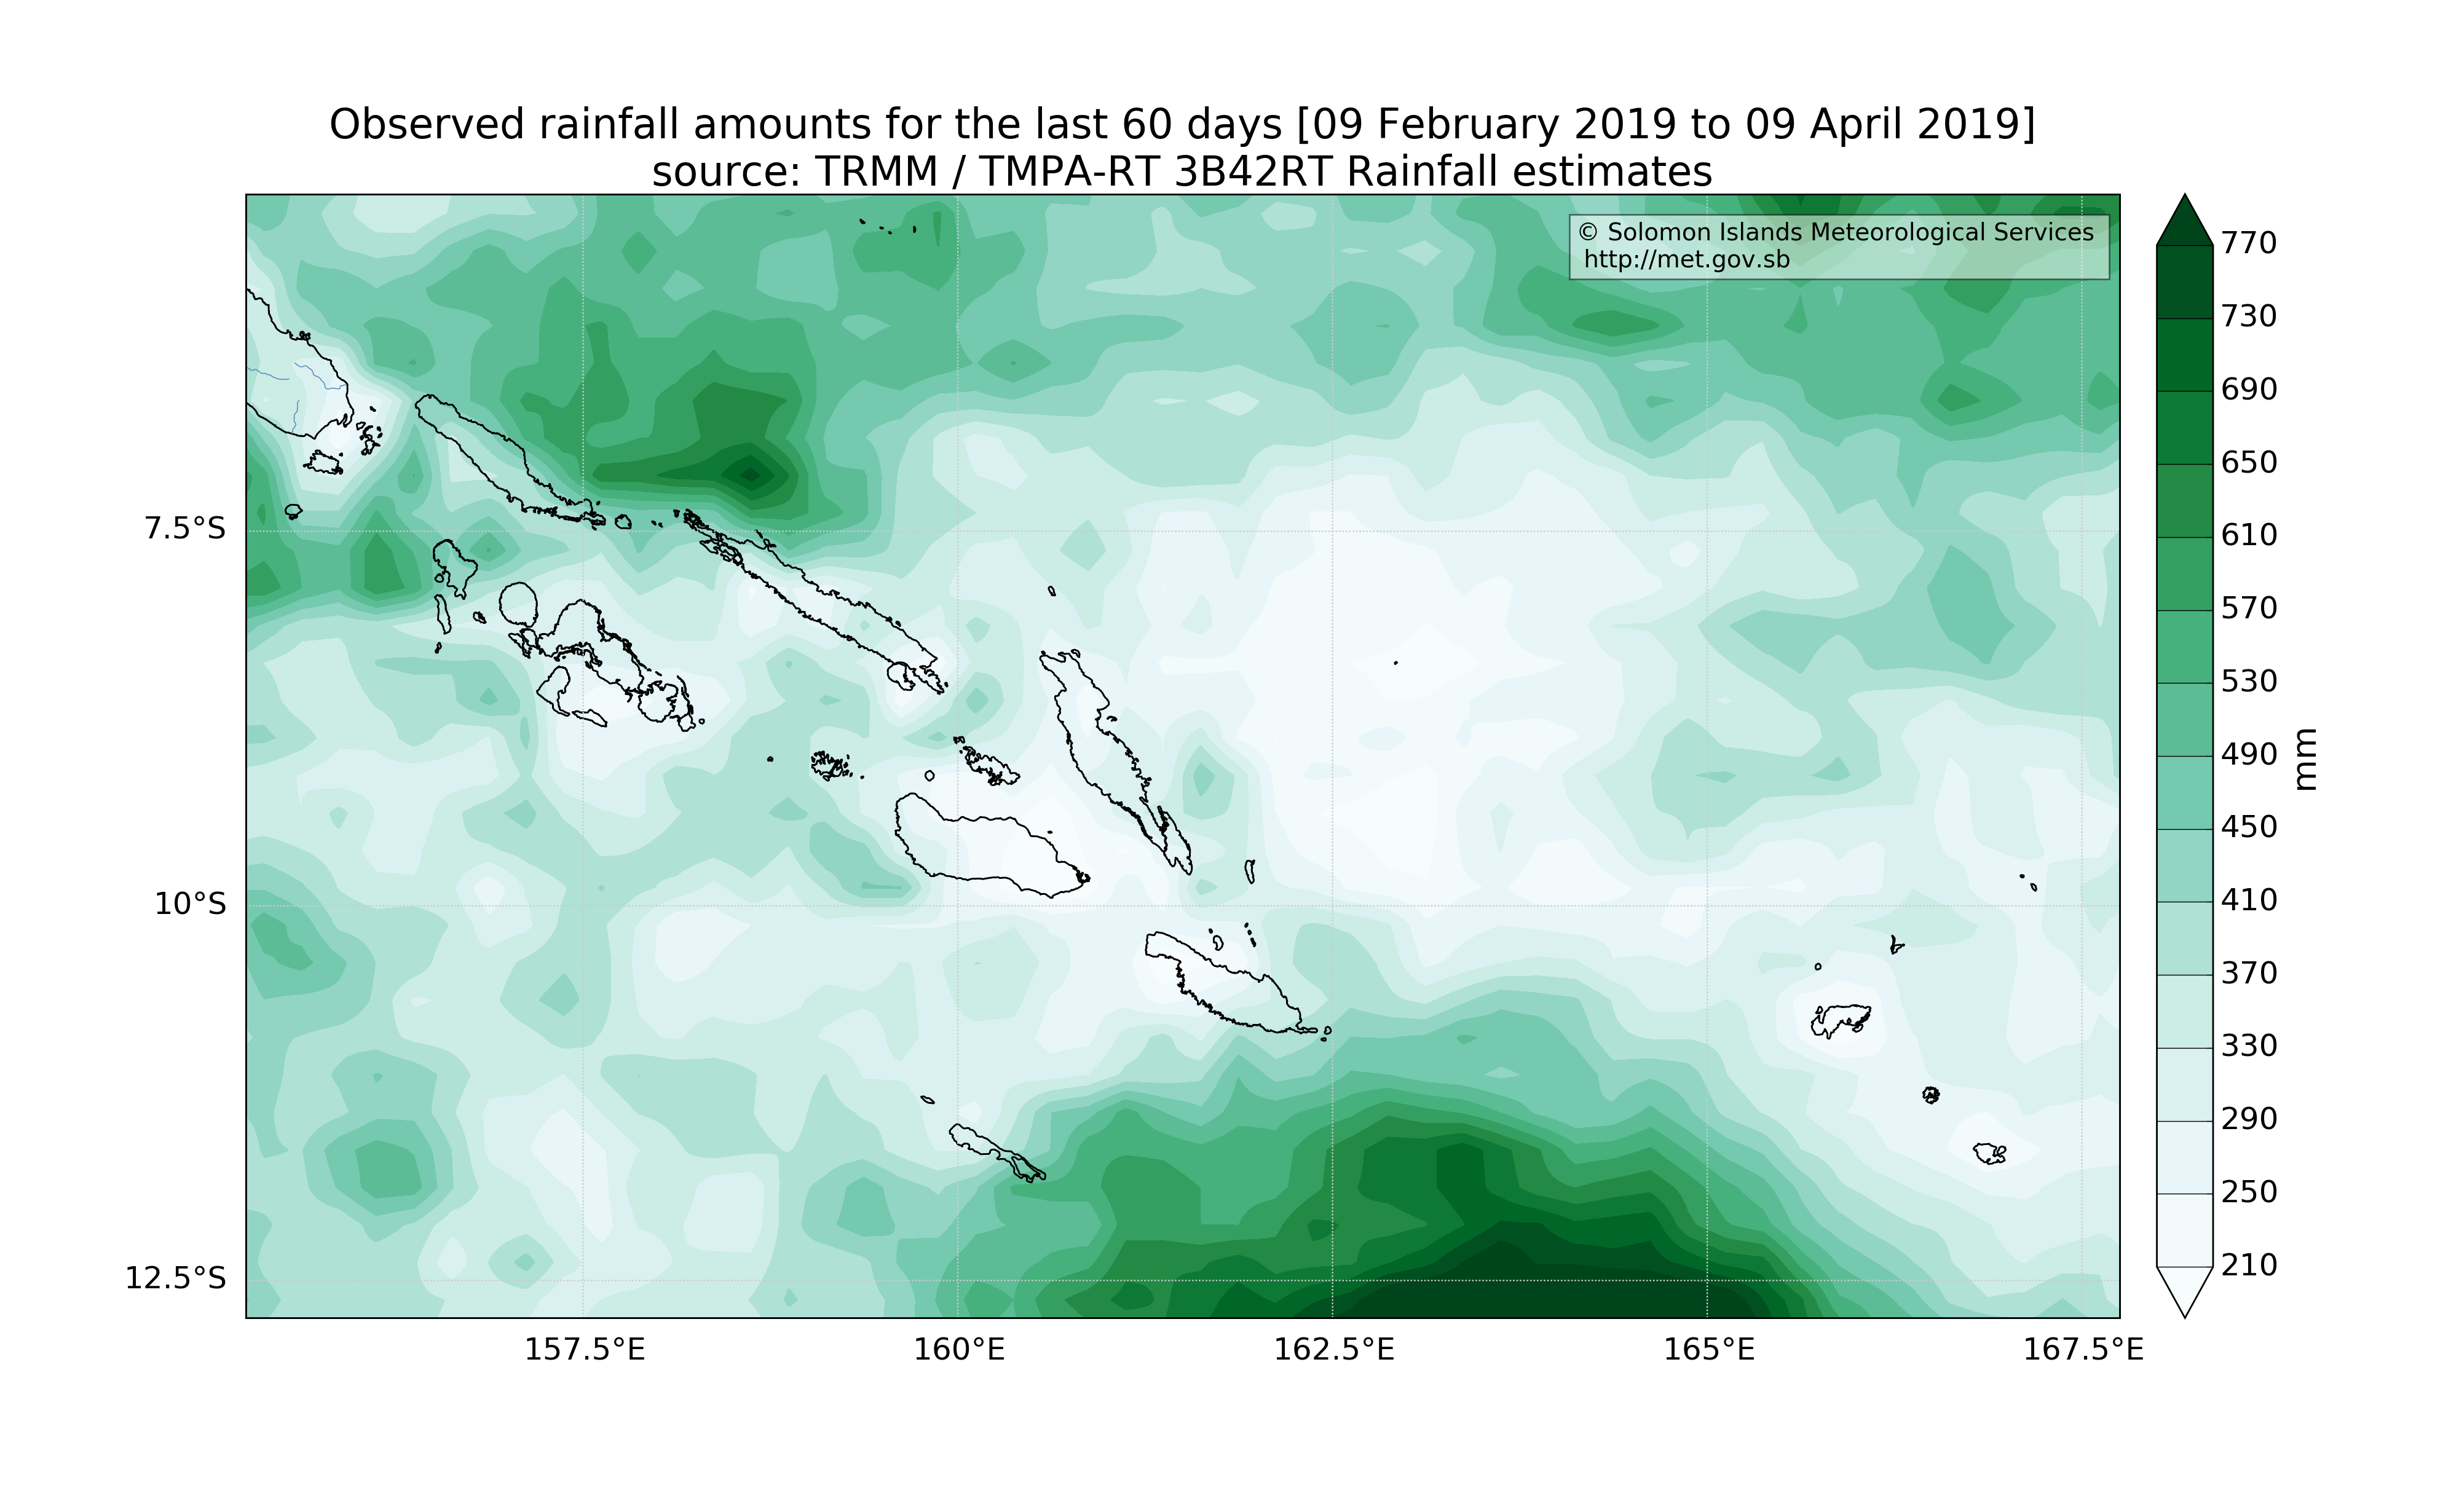 Observed rainfall amounts for the last 60 days [09 February 2019 to 09 April 2019]
source: TRMM / TMPA-RT 3B42RT Rainfall estimates
© Solomon Islands Meteorological Services
http://met.gov.sb
7.5°S
10°S
12.5°S
157.5°E
160°E
162.5°E
165°E
167.5°E
770
730
690
650
610
570
530
490
450
410
370
330
290
250
210
mm